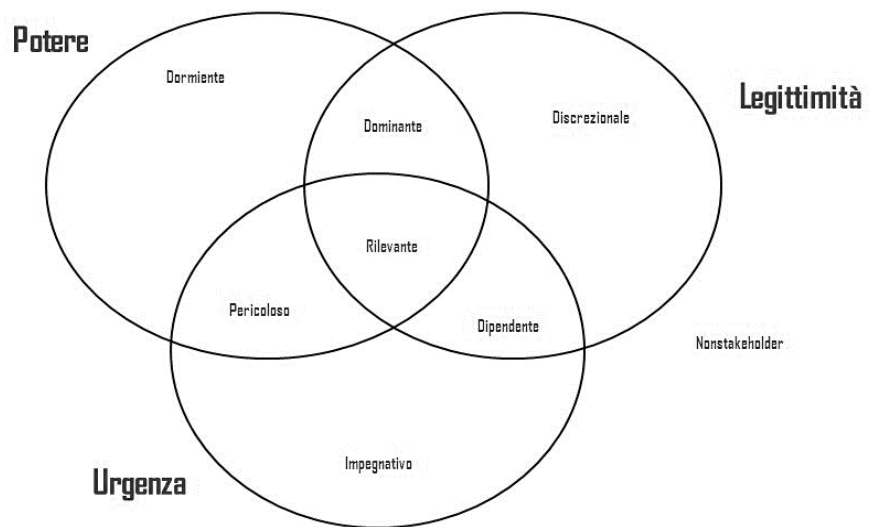 Potere
Dormiente
Legittimità
Dominante
Discrezionale
Rilevante
Pericoloso
Dipendente
Nonstakeholder
Impegnativo
Urgenza